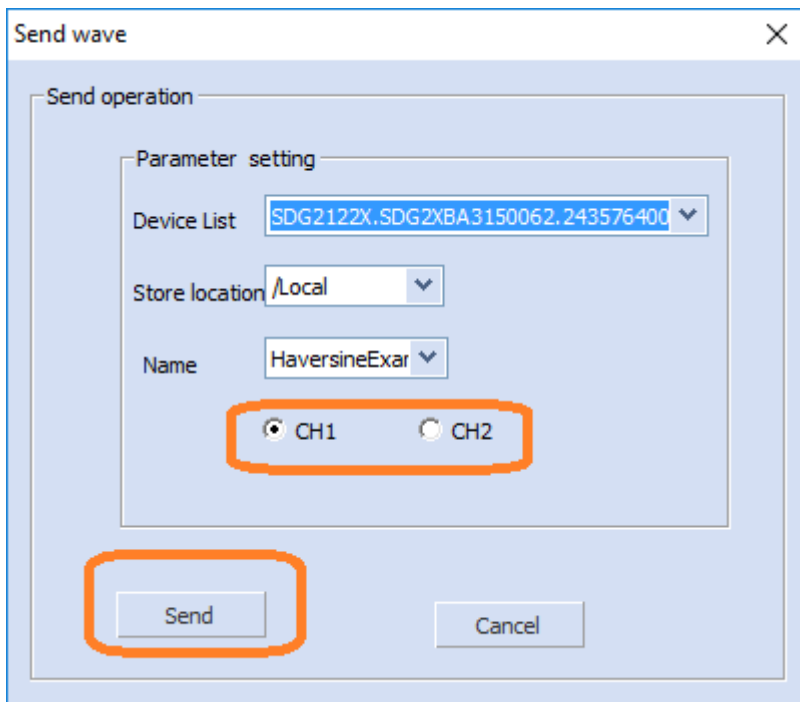 Send wave
Send operation
Parameter setting
Device List SDG2122X.SDG2XBA3150062.243576400
Store location /Local
Name HaversineExar
CH1 CH2
Send
Cancel